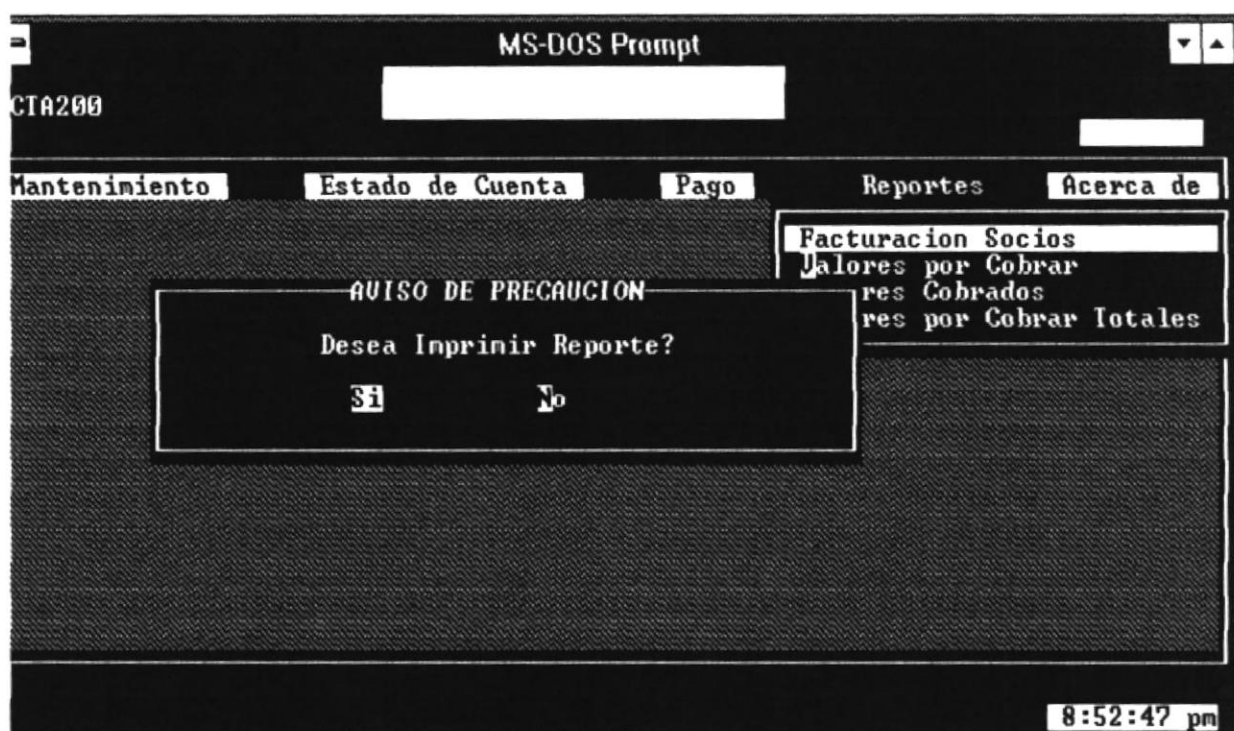 MS-DOS Prompt
CTA200
Mantenimiento Estado de Cuenta Pago Reportes Acerca de
Facturacion Socios
Valores por Cobrar
res Cobrados
res por Cobrar Totales
AVISO DE PRECAUCION
Desea Imprimir Reporte?
Si No
8:52:47 pm